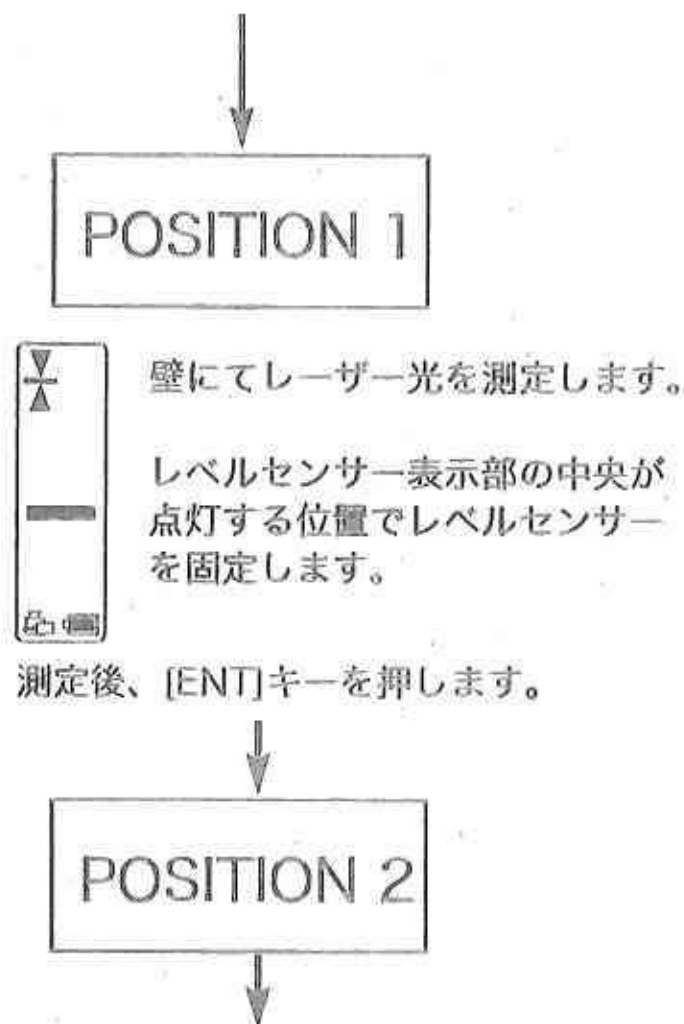 POSITION 1
壁にてレーザー光を測定します。
レベルセンサー表示部の中央が
点灯する位置でレベルセンサー
を固定します。
測定後、[ENT]キーを押します。
POSITION 2